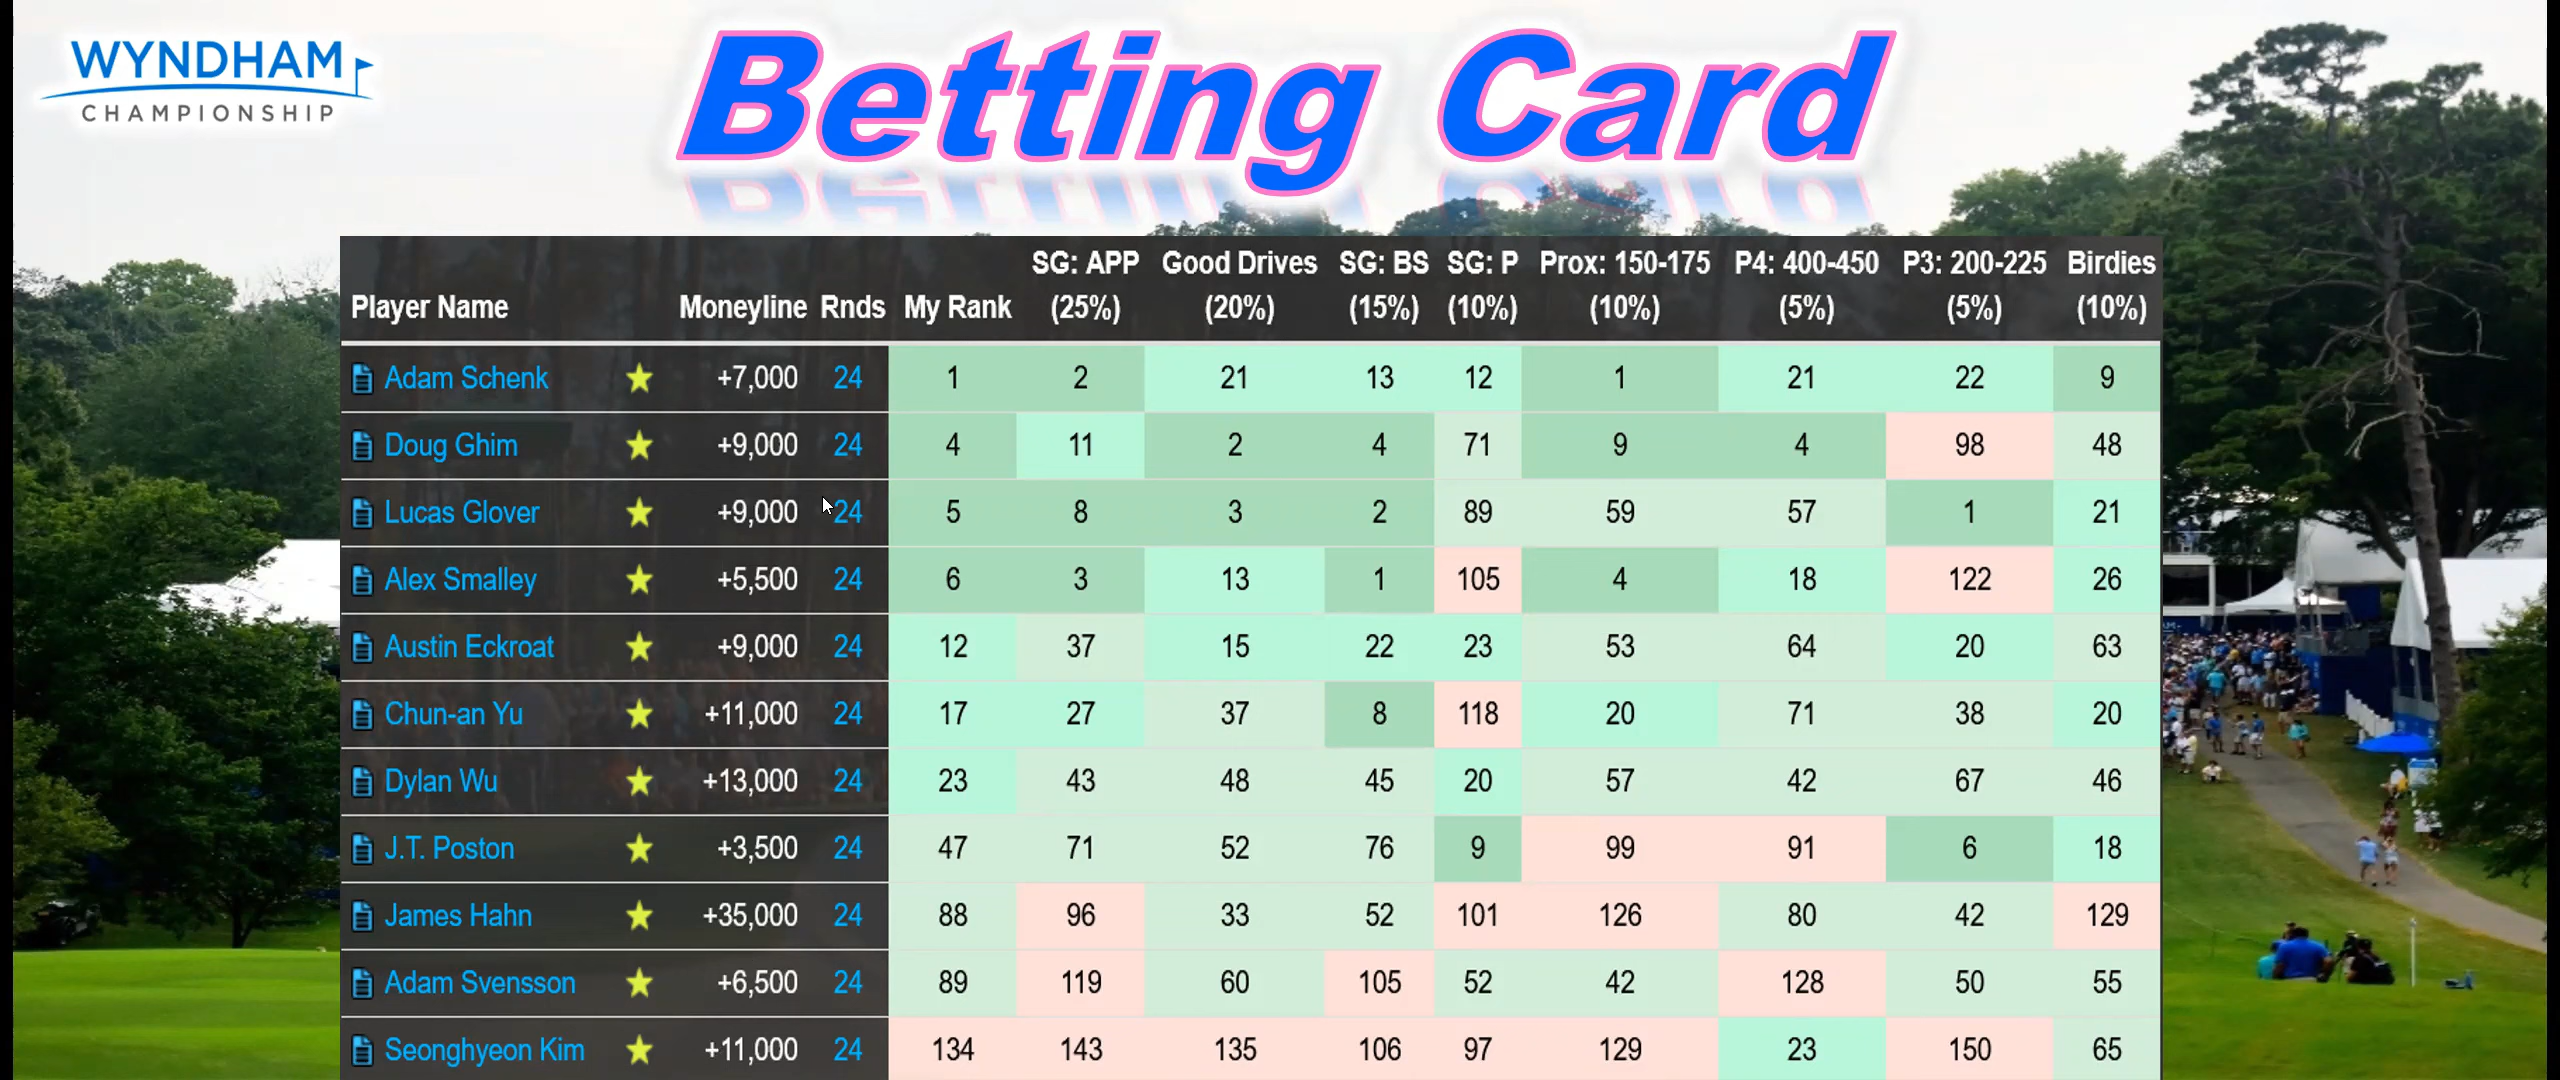 WYNDHAM
CHAMPIONSHIP
Betting Card
Player Name Moneyline Rnds My Rank SG: APP (25%) Good Drives (20%) SG: BS (15%) SG: P (10%) Prox: 150-175 (10%) P4: 400-450 (5%) P3: 200-225 (5%) Birdies (10%)
Adam Schenk +7,000 24 1 2 21 13 12 1 21 22 9
Doug Ghim +9,000 24 4 11 2 4 71 9 4 98 48
Lucas Glover +9,000 24 5 8 3 2 89 59 57 1 21
Alex Smalley +5,500 24 6 3 13 1 105 4 18 122 26
Austin Eckroat +9,000 24 12 37 15 22 23 53 64 20 63
Chun-an Yu +11,000 24 17 27 37 8 118 20 71 38 20
Dylan Wu +13,000 24 23 43 48 45 20 57 42 67 46
J.T. Poston +3,500 24 47 71 52 76 9 99 91 6 18
James Hahn +35,000 24 88 96 33 52 101 126 80 42 129
Adam Svensson +6,500 24 89 119 60 105 52 42 128 50 55
Seonghyeon Kim +11,000 24 134 143 135 106 97 129 23 150 65